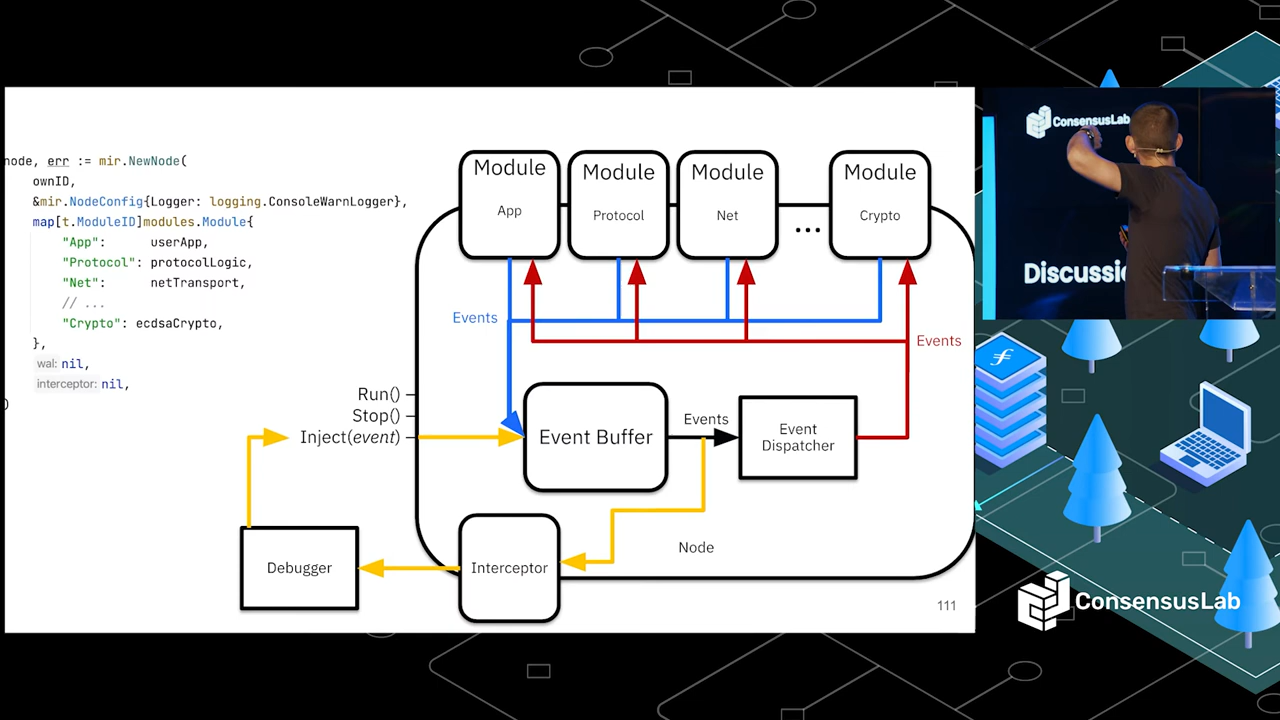 node, err := mir.NewNode(
ownID,
&mir.NodeConfig{Logger: logging.ConsoleWarnLogger},
map[t.ModuleID]modules.Module{
"App": userApp,
"Protocol": protocolLogic,
"Net": netTransport,
// ...
"Crypto": ecdsaCrypto,
},
wal: nil,
interceptor: nil,
)
Module
App
Module
Protocol
Module
Net
...
Module
Crypto
Events
Events
Run()
Stop()
Inject(event)
Event Buffer
Events
Event
Dispatcher
Debugger
Interceptor
Node
111
ConsensusLab
Discussio
ConsensusLab